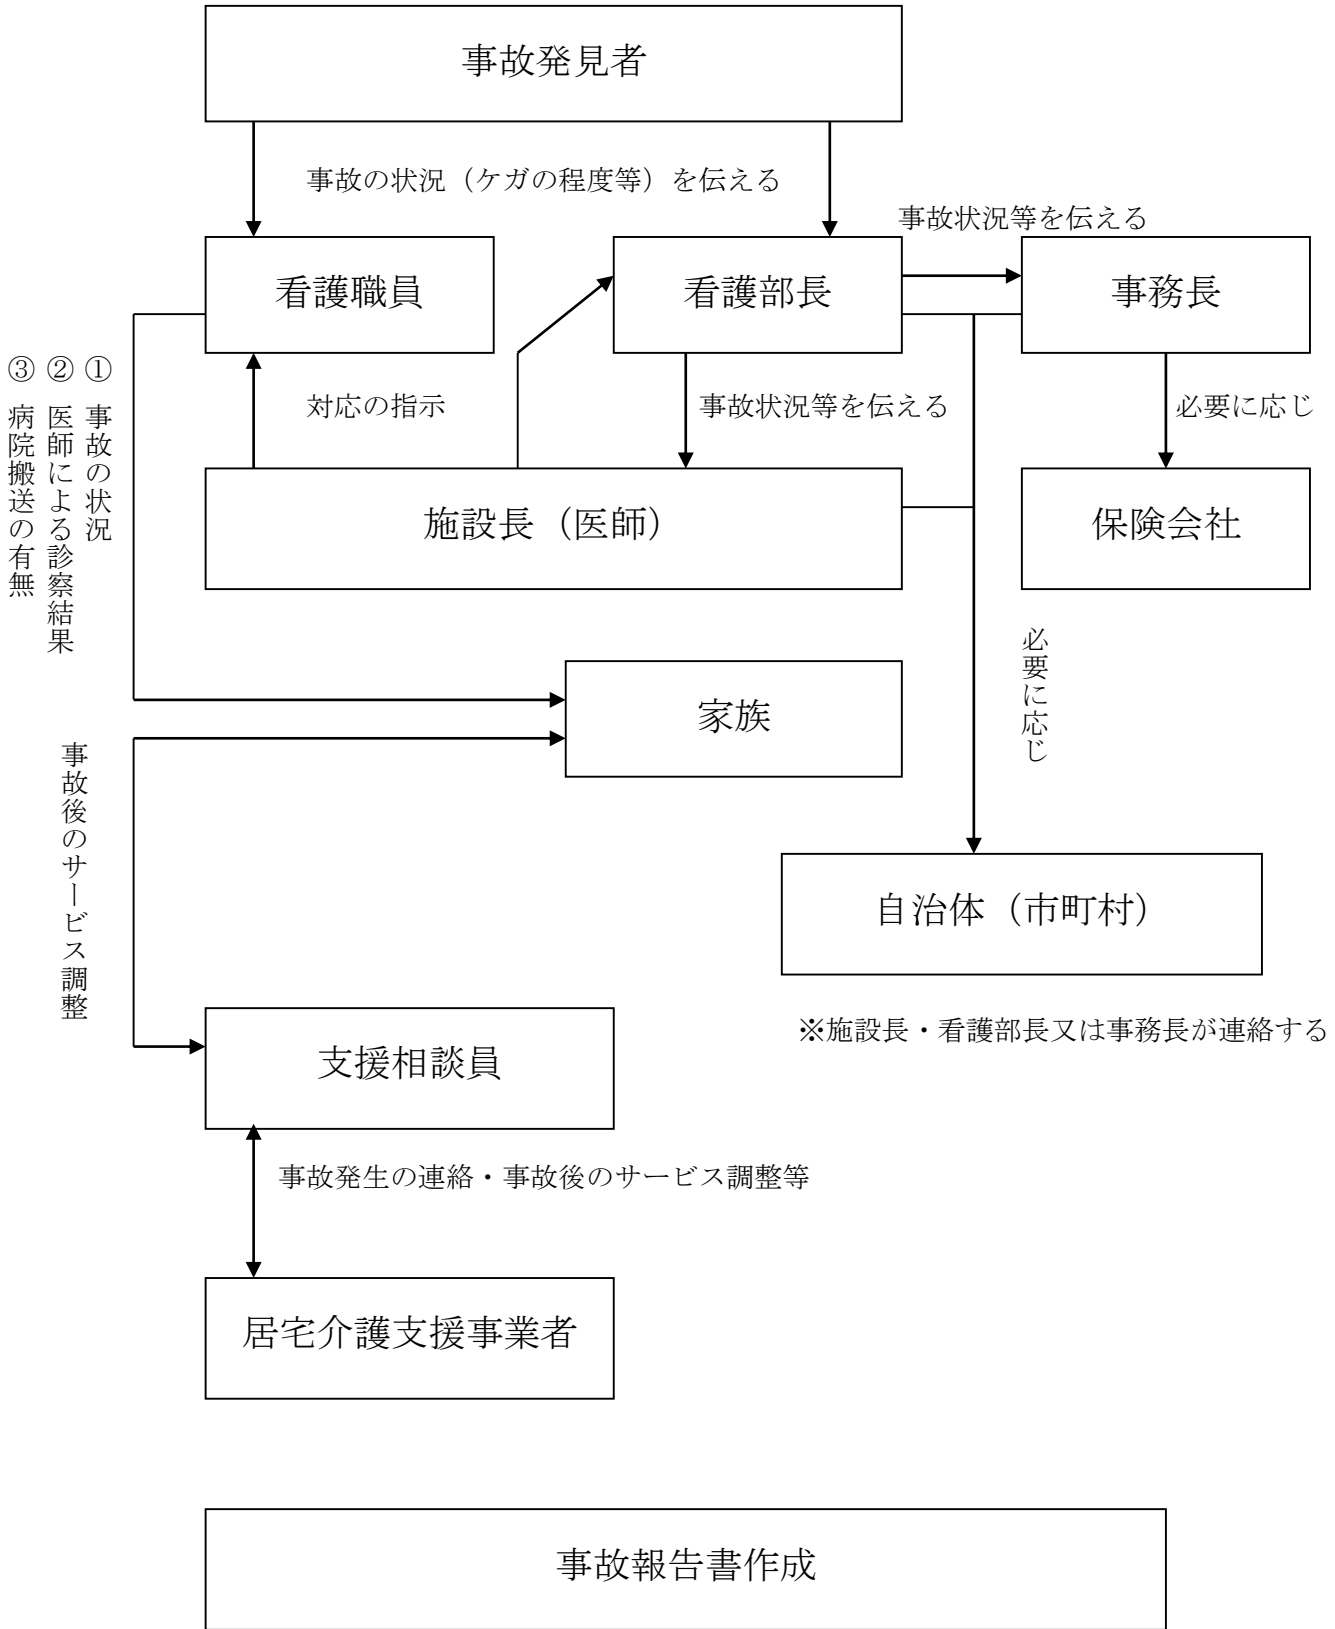 事故発見者
事故の状況（ケガの程度等）を伝える
事故状況等を伝える
看護職員
看護部長
事務長
① 事故の状況
② 医師による診察結果
③ 病院搬送の有無
対応の指示
事故状況等を伝える
必要に応じ
施設長（医師）
保険会社
必要に応じ
家族
事故後のサービス調整
自治体（市町村）
※施設長・看護部長又は事務長が連絡する
支援相談員
事故発生の連絡・事故後のサービス調整等
居宅介護支援事業者
事故報告書作成